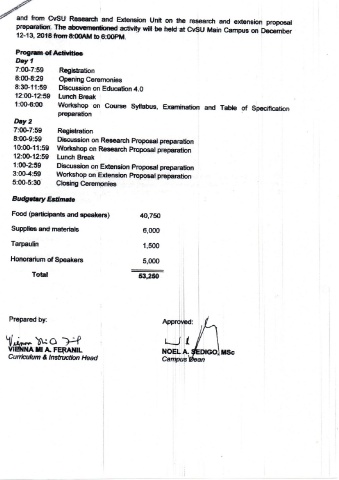 and from CvSU Research and Extension Unit on the research and extension proposal
preparation. The abovementioned activity will be held at CvSU Main Campus on December
12-13, 2018 from 8:00AM to 6:00PM.
Program of Activities
Day 1
7:00-7:59 Registration
8:00-8:29 Opening Ceremonies
8:30-11:59 Discussion on Education 4.0
12:00-12:59 Lunch Break
1:00-6:00 Workshop on Course Syllabus, Examination and Table of Specification
preparation
Day 2
7:00-7:59 Registration
8:00-9:59 Discussion on Research Proposal preparation
10:00-11:59 Workshop on Research Proposal preparation
12:00-12:59 Lunch Break
1:00-2:59 Discussion on Extension Proposal preparation
3:00-4:59 Workshop on Extension Proposal preparation
5:00-5:30 Closing Ceremonies
Budgetary Estimate
Food (participants and speakers) 40,750
Supplies and materials 6,000
Tarpaulin 1,500
Honorarium of Speakers 5,000
Total 53,250
Prepared by: Approved:
VIENNA MI A. FERANIL NOEL A. SEDIGO, MSc
Curriculum & Instruction Head Campus Dean